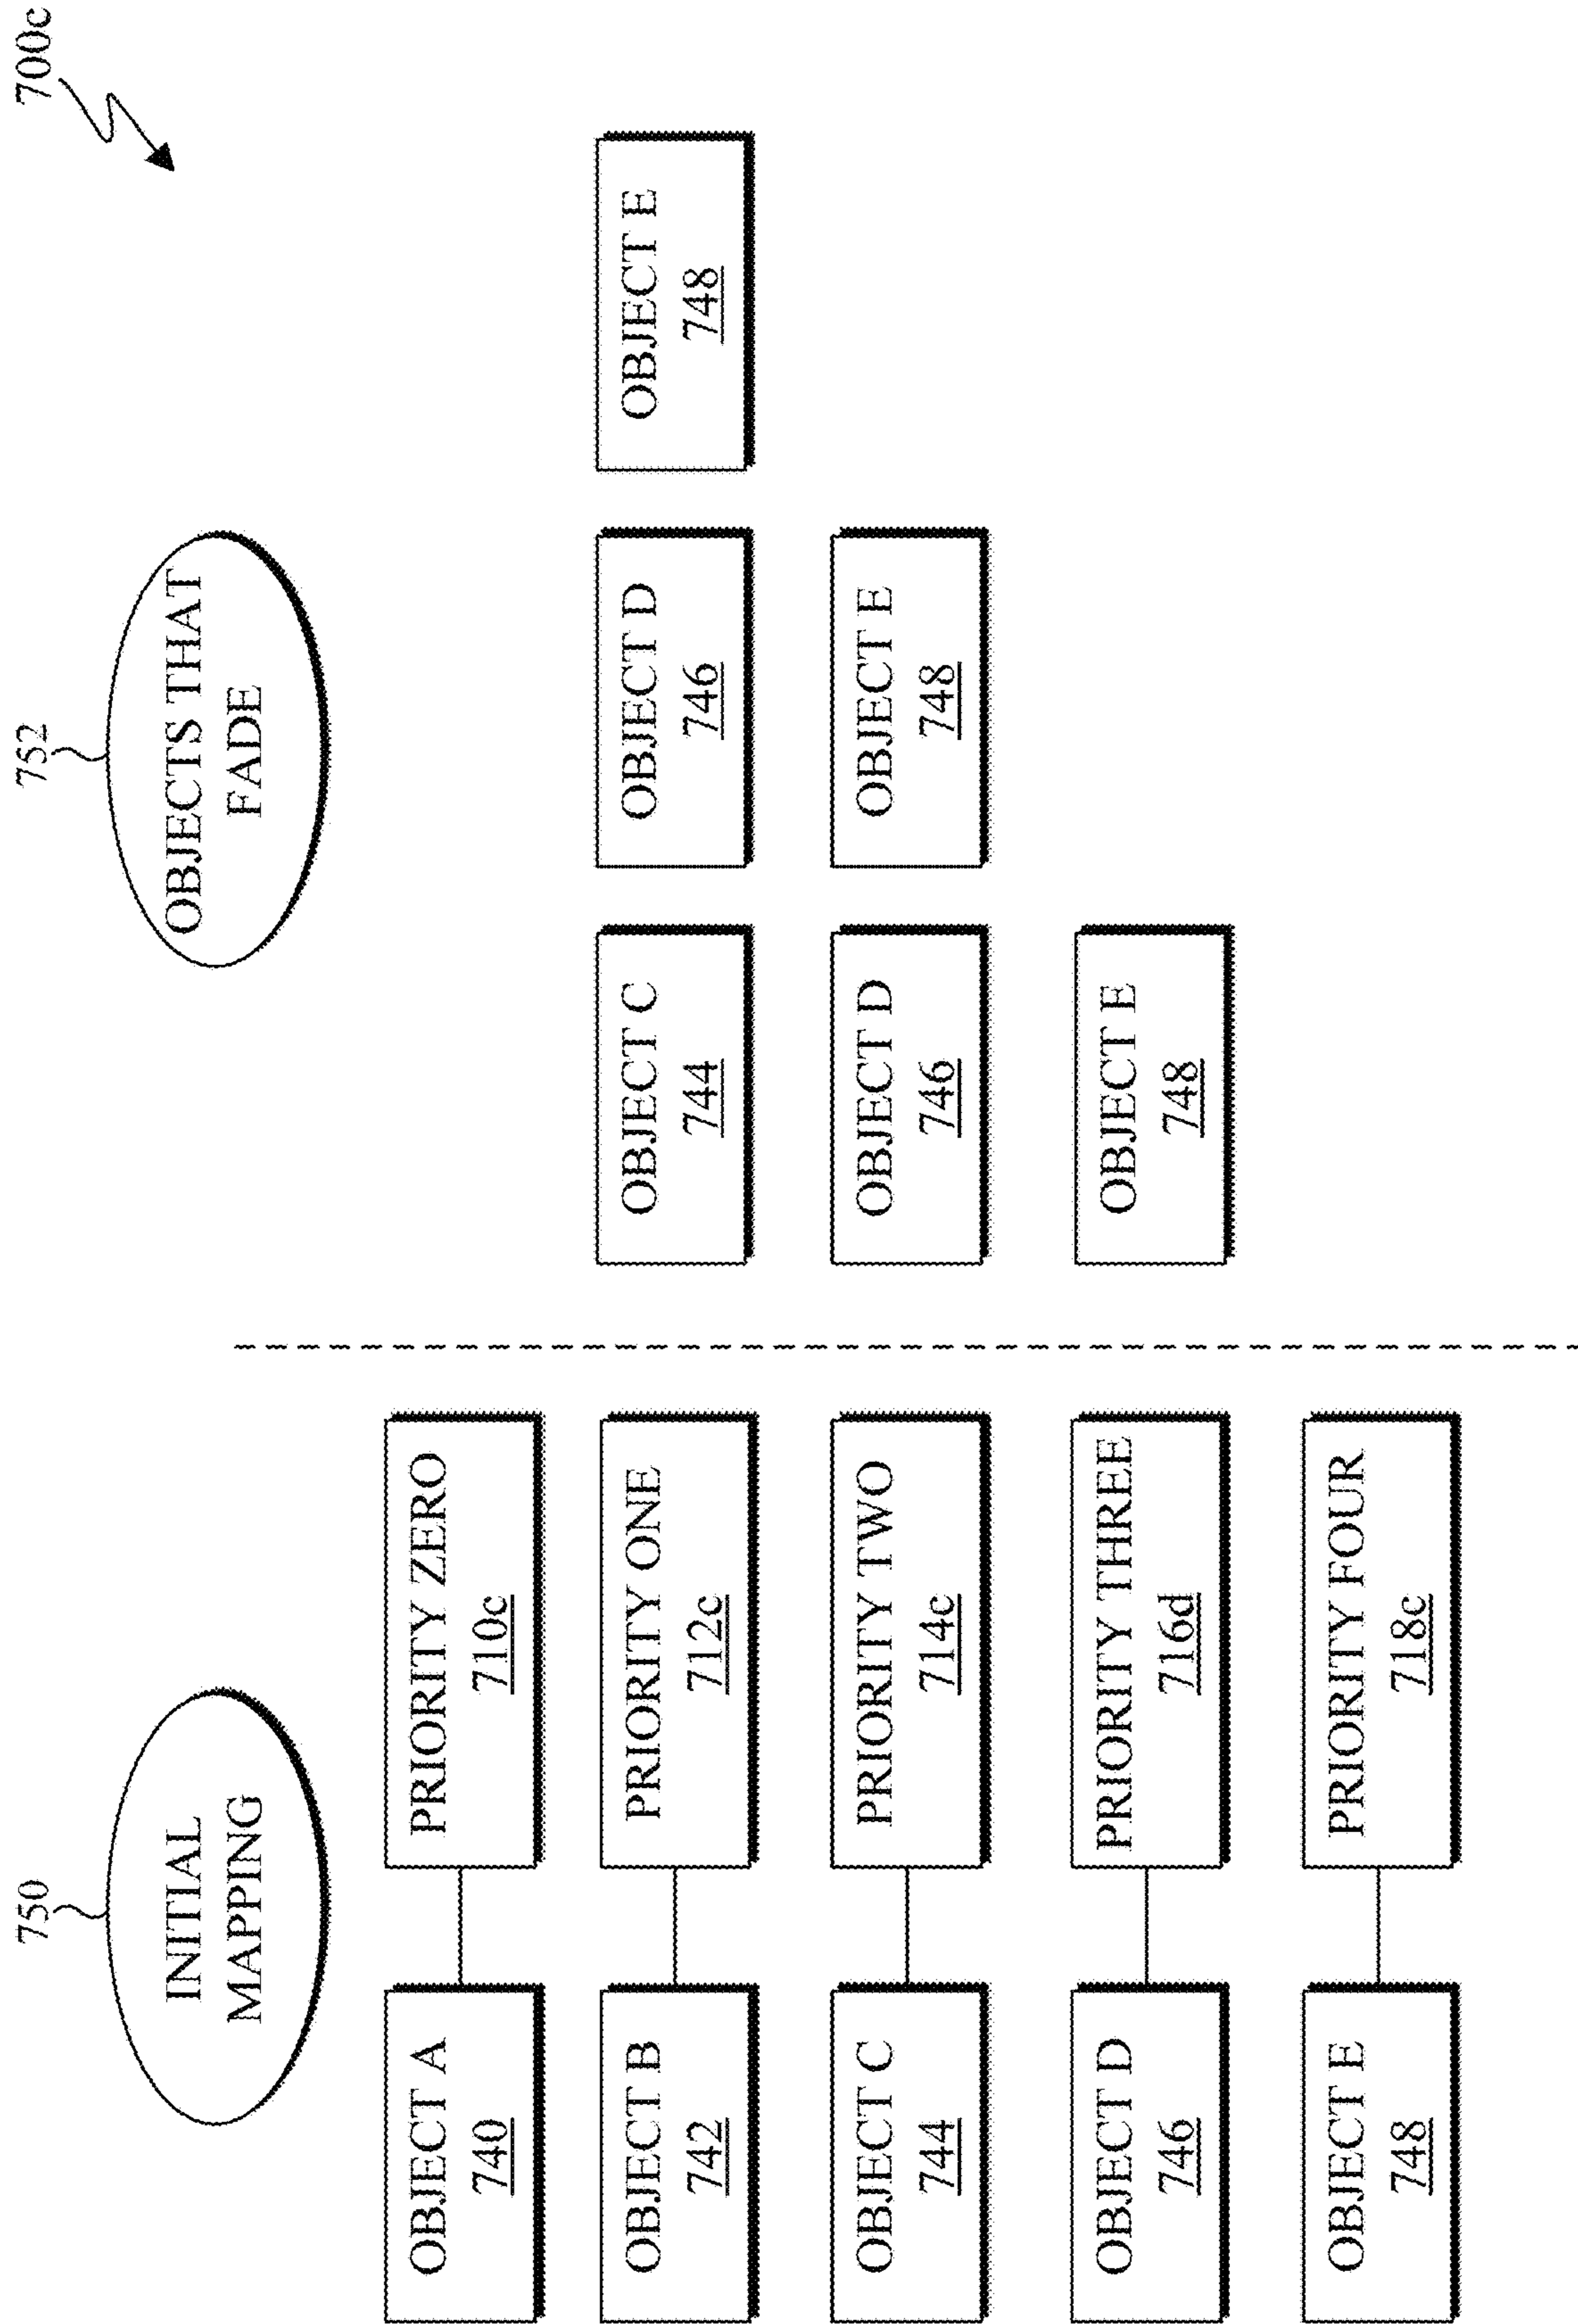 700c
750
INITIAL
MAPPING
752
OBJECTS THAT
FADE
OBJECT A
740
PRIORITY ZERO
710c
OBJECT B
742
PRIORITY ONE
712c
OBJECT C
744
OBJECT D
746
OBJECT E
748
OBJECT C
744
PRIORITY TWO
714c
OBJECT D
746
OBJECT E
748
OBJECT D
746
PRIORITY THREE
716d
OBJECT E
748
OBJECT E
748
PRIORITY FOUR
718c